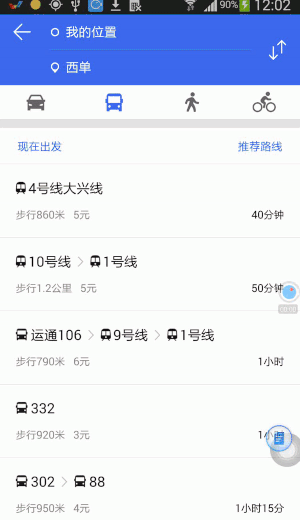 90% 12:02
我的位置
西单
现在出发 推荐路线
4号线大兴线
步行860米 5元 40分钟
10号线 1号线
步行1.2公里 5元 50分钟
运通106 9号线 1号线
步行790米 6元 1小时
332
步行920米 3元
302 88
步行950米 4元 1小时15分